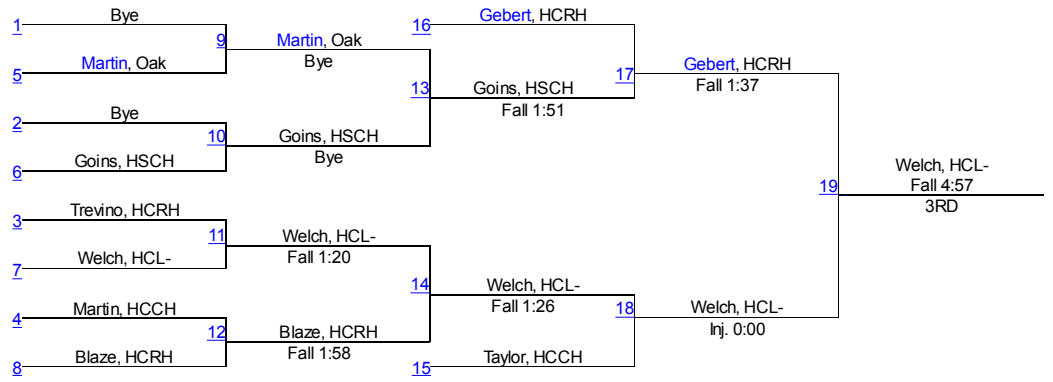 1
Bye
9
5
Martin, Oak
2
Bye
10
6
Goins, HSCH
3
Trevino, HCRH
11
7
Welch, HCL-
4
Martin, HCCH
12
8
Blaze, HCRH
Martin, Oak
Bye
13
Goins, HSCH
Bye
Welch, HCL-
Fall 1:20
14
Blaze, HCRH
Fall 1:58
16
Gebert, HCRH
17
Goins, HSCH
Fall 1:51
Welch, HCL-
Fall 1:26
18
15
Taylor, HCCH
Gebert, HCRH
Fall 1:37
19
Welch, HCL-
Inj. 0:00
Welch, HCL-
Fall 4:57
3RD